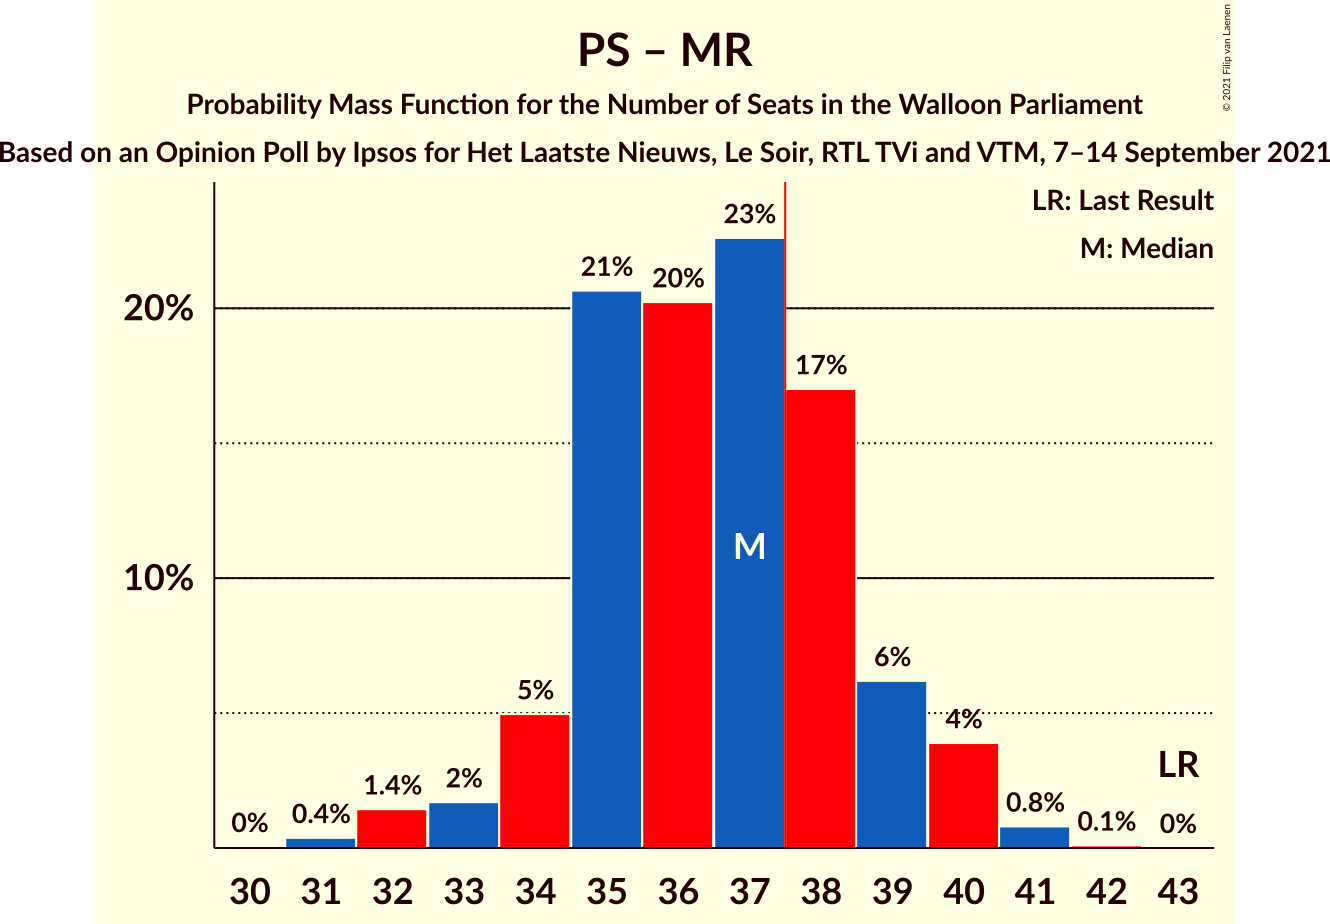 PS – MR
Probability Mass Function for the Number of Seats in the Walloon Parliament
Based on an Opinion Poll by Ipsos for Het Laatste Nieuws, Le Soir, RTL TVi and VTM, 7–14 September 2021
© 2021 Filip van Laenen
LR: Last Result
M: Median
20%
10%
0%
0.4%
1.4%
2%
5%
21%
20%
23%
17%
6%
4%
0.8%
0.1%
0%
M
LR
30 31 32 33 34 35 36 37 38 39 40 41 42 43